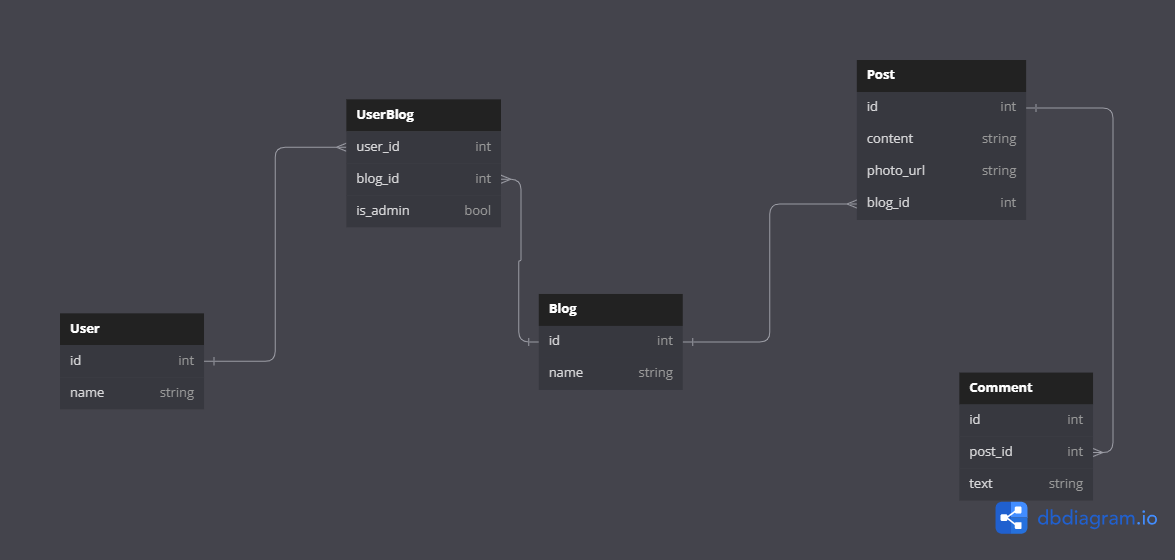 User
id int
name string
UserBlog
user_id int
blog_id int
is_admin bool
Blog
id int
name string
Post
id int
content string
photo_url string
blog_id int
Comment
id int
post_id int
text string
dbdiagram.io